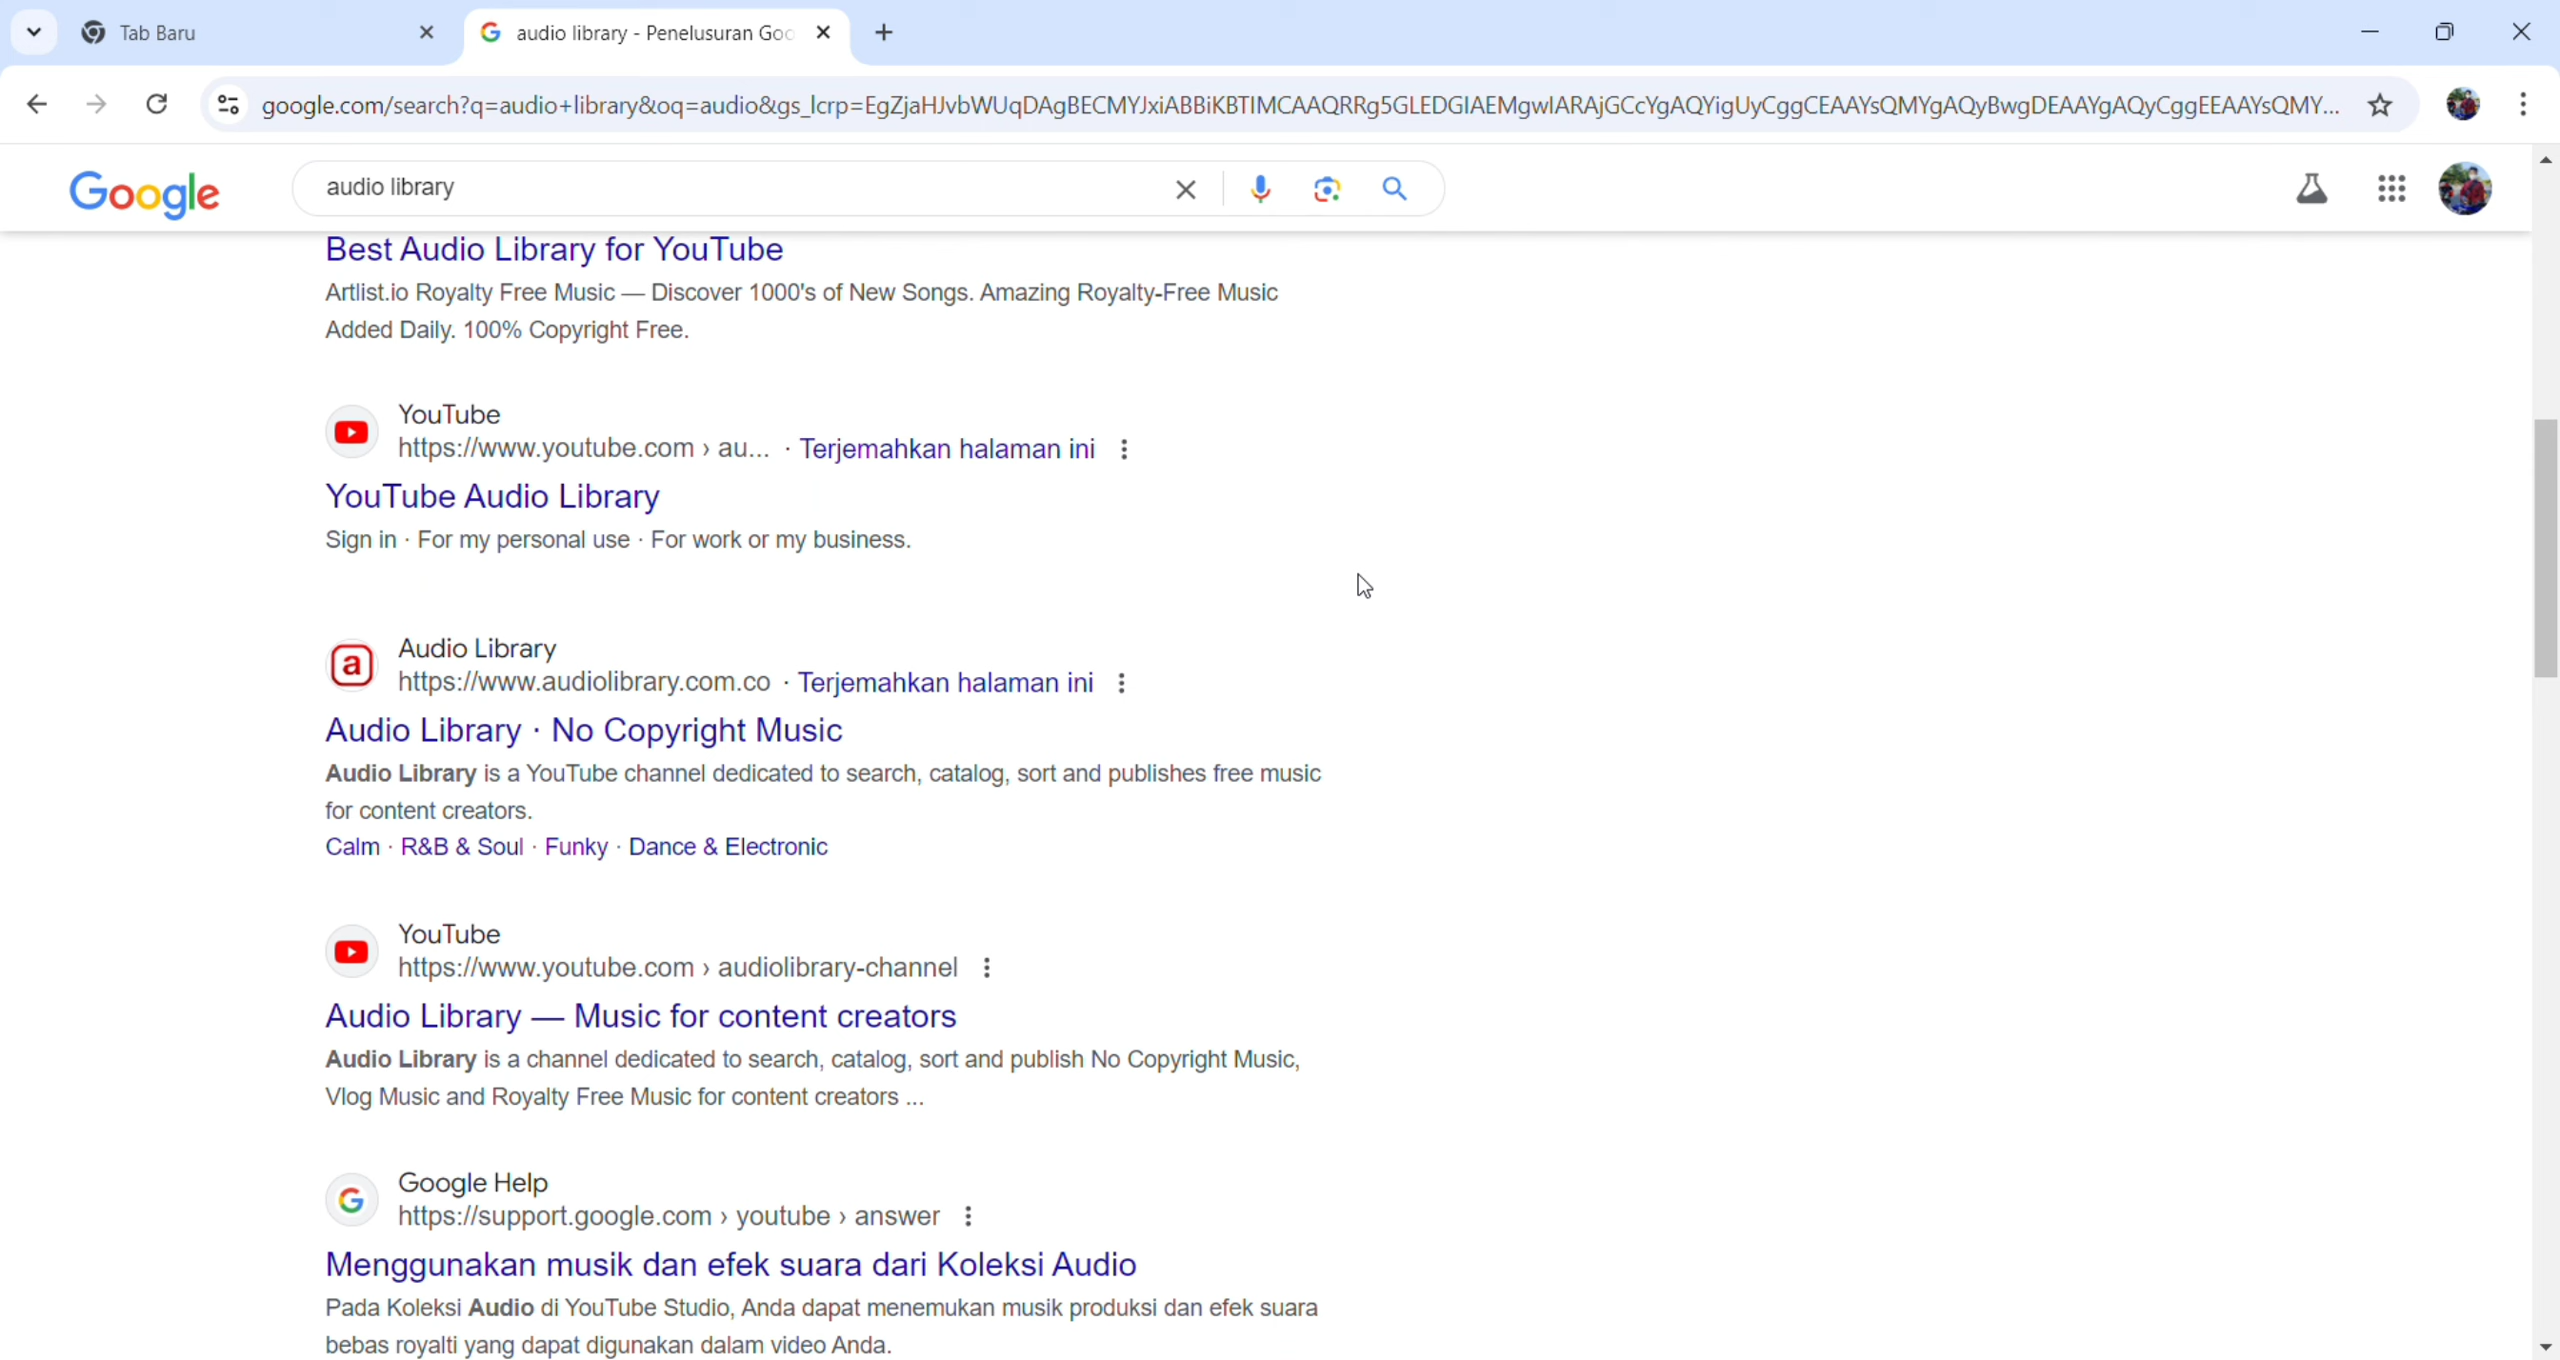 Tab Baru
audio library - Penelusuran Goo
google.com/search?q=audio+library&oq=audio&gs_lcrp=EgZjaHJvbWUqDAgBECMYJxiABBiKBTIMCAAQRRg5GLEDGIAEMgwIARAjGCcYgAQYigUyCggCEAAYsQMYgAQyBwgDEAAYgAQyCggEEAAYsQMY...
Google
audio library
Best Audio Library for YouTube
Artlist.io Royalty Free Music — Discover 1000's of New Songs. Amazing Royalty-Free Music
Added Daily. 100% Copyright Free.
YouTube
https://www.youtube.com › au... · Terjemahkan halaman ini
YouTube Audio Library
Sign in · For my personal use · For work or my business.
a
Audio Library
https://www.audiolibrary.com.co · Terjemahkan halaman ini
Audio Library · No Copyright Music
Audio Library is a YouTube channel dedicated to search, catalog, sort and publishes free music
for content creators.
Calm · R&B & Soul · Funky · Dance & Electronic
YouTube
https://www.youtube.com › audiolibrary-channel
Audio Library — Music for content creators
Audio Library is a channel dedicated to search, catalog, sort and publish No Copyright Music,
Vlog Music and Royalty Free Music for content creators ...
Google Help
https://support.google.com › youtube › answer
Menggunakan musik dan efek suara dari Koleksi Audio
Pada Koleksi Audio di YouTube Studio, Anda dapat menemukan musik produksi dan efek suara
bebas royalti yang dapat digunakan dalam video Anda.